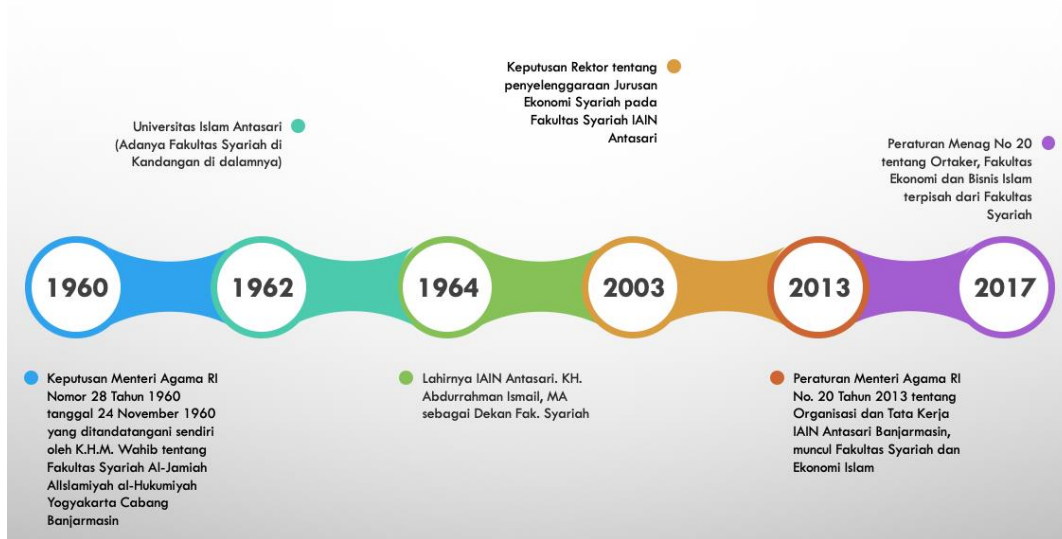 Keputusan Rektor tentang
penyelenggaraan Jurusan
Ekonomi Syariah pada
Fakultas Syariah IAIN
Antasari
Universitas Islam Antasari
(Adanya Fakultas Syariah di
Kandangan di dalamnya)
Peraturan Menag No 20
tentang Ortaker, Fakultas
Ekonomi dan Bisnis Islam
terpisah dari Fakultas
Syariah
1960
1962
1964
2003
2013
2017
Keputusan Menteri Agama RI
Nomor 28 Tahun 1960
tanggal 24 November 1960
yang ditandatangani sendiri
oleh K.H.M. Wahib tentang
Fakultas Syariah Al-Jamiah
AlIslamiyah al-Hukumiyah
Yogyakarta Cabang
Banjarmasin
Lahirnya IAIN Antasari. KH.
Abdurrahman Ismail, MA
sebagai Dekan Fak. Syariah
Peraturan Menteri Agama RI
No. 20 Tahun 2013 tentang
Organisasi dan Tata Kerja
IAIN Antasari Banjarmasin,
muncul Fakultas Syariah dan
Ekonomi Islam